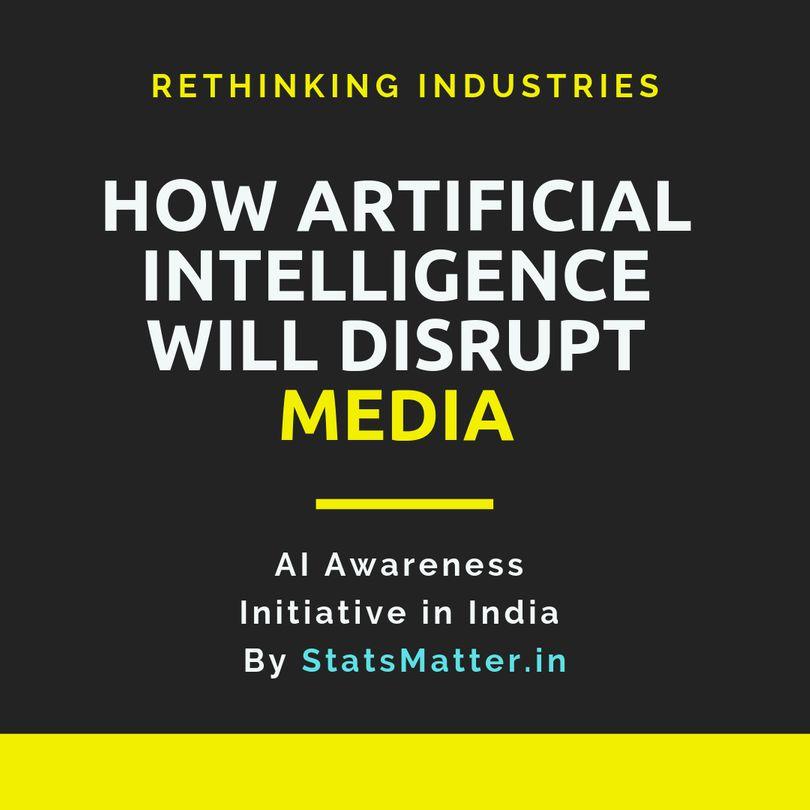 RETHINKING INDUSTRIES
HOW ARTIFICIAL
INTELLIGENCE
WILL DISRUPT
MEDIA
AI Awareness
Initiative in India
By StatsMatter.in